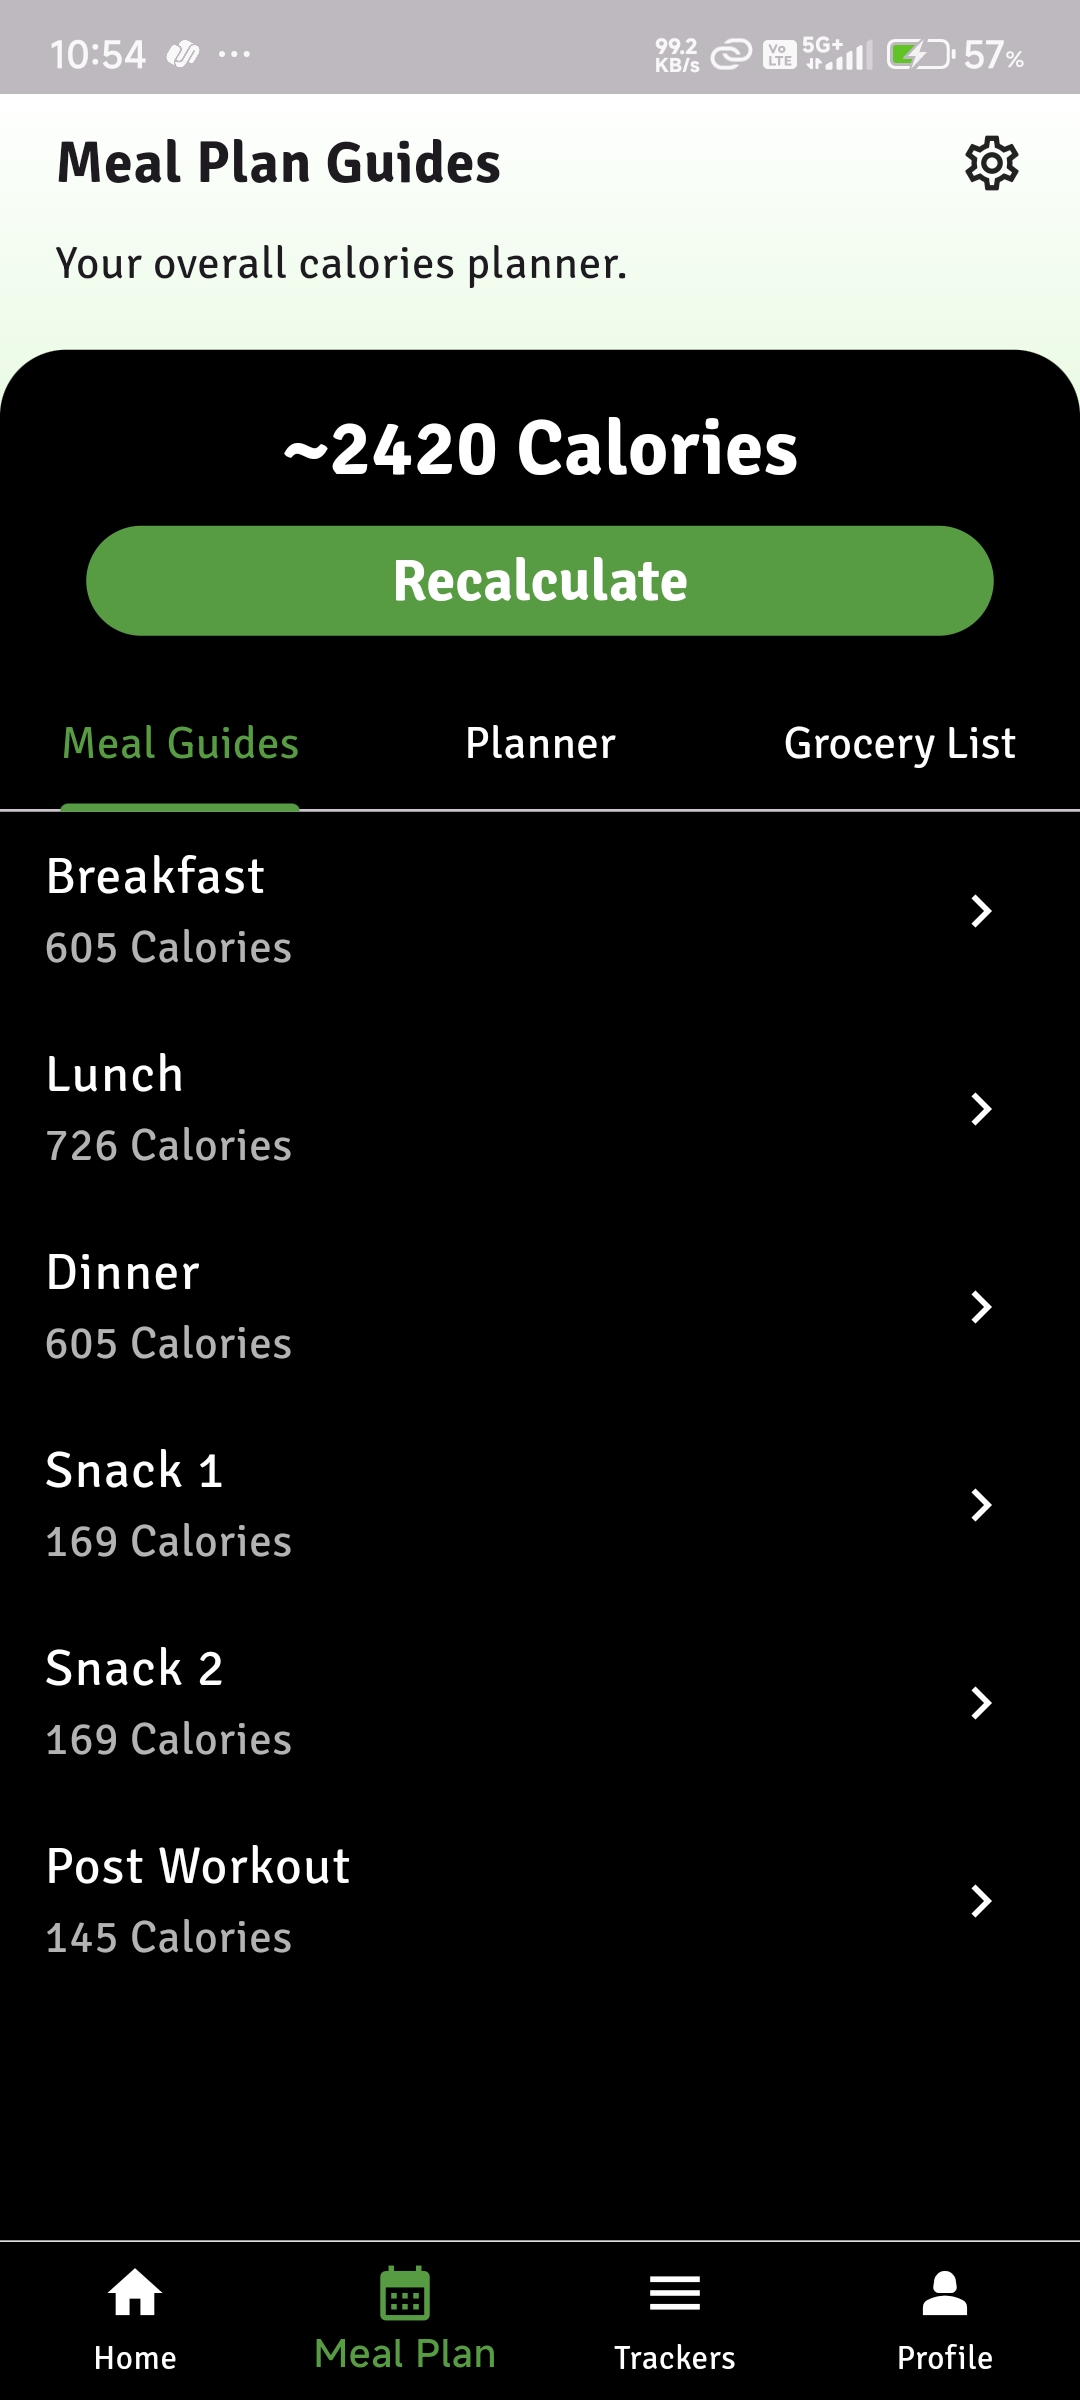 10:54 ... 99.2 KB/s Vo LTE 5G+ 57%
Meal Plan Guides
Your overall calories planner.
~2420 Calories
Recalculate
Meal Guides Planner Grocery List
Breakfast
605 Calories
Lunch
726 Calories
Dinner
605 Calories
Snack 1
169 Calories
Snack 2
169 Calories
Post Workout
145 Calories
Home Meal Plan Trackers Profile